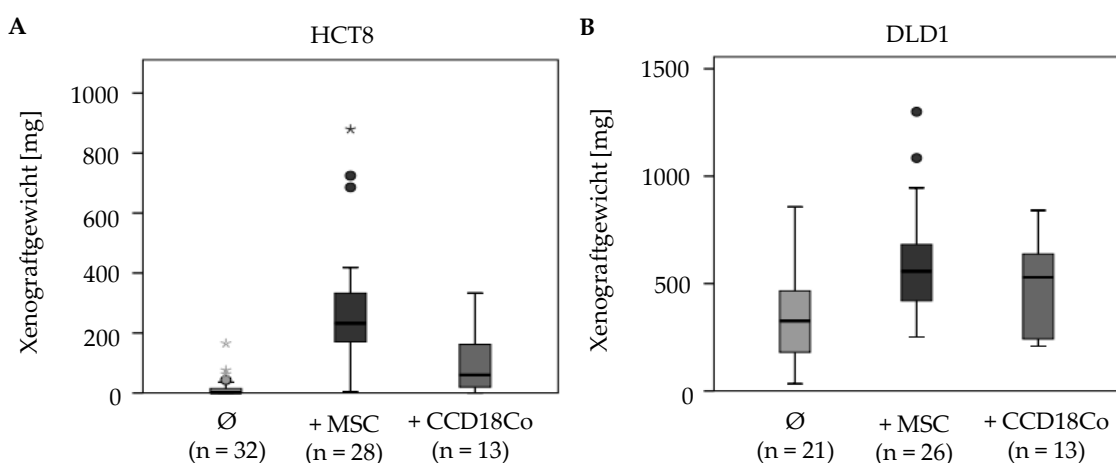 A
HCT8
Xenograftgewicht [mg]
1000
800
600
400
200
0
Ø
+ MSC
+ CCD18Co
(n = 32)
(n = 28)
(n = 13)
B
DLD1
Xenograftgewicht [mg]
1500
1000
500
0
Ø
+ MSC
+ CCD18Co
(n = 21)
(n = 26)
(n = 13)